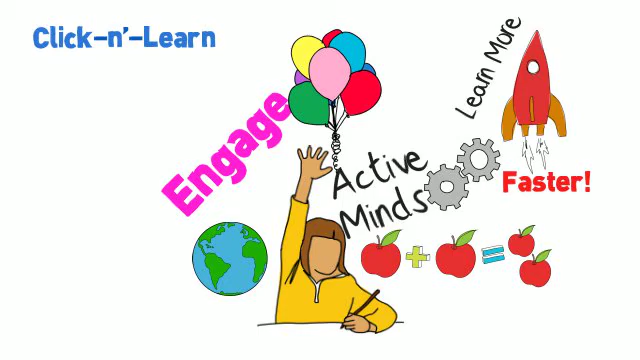 Click-n'-Learn
Engage
Active
Minds
Learn More
Faster!
+
=